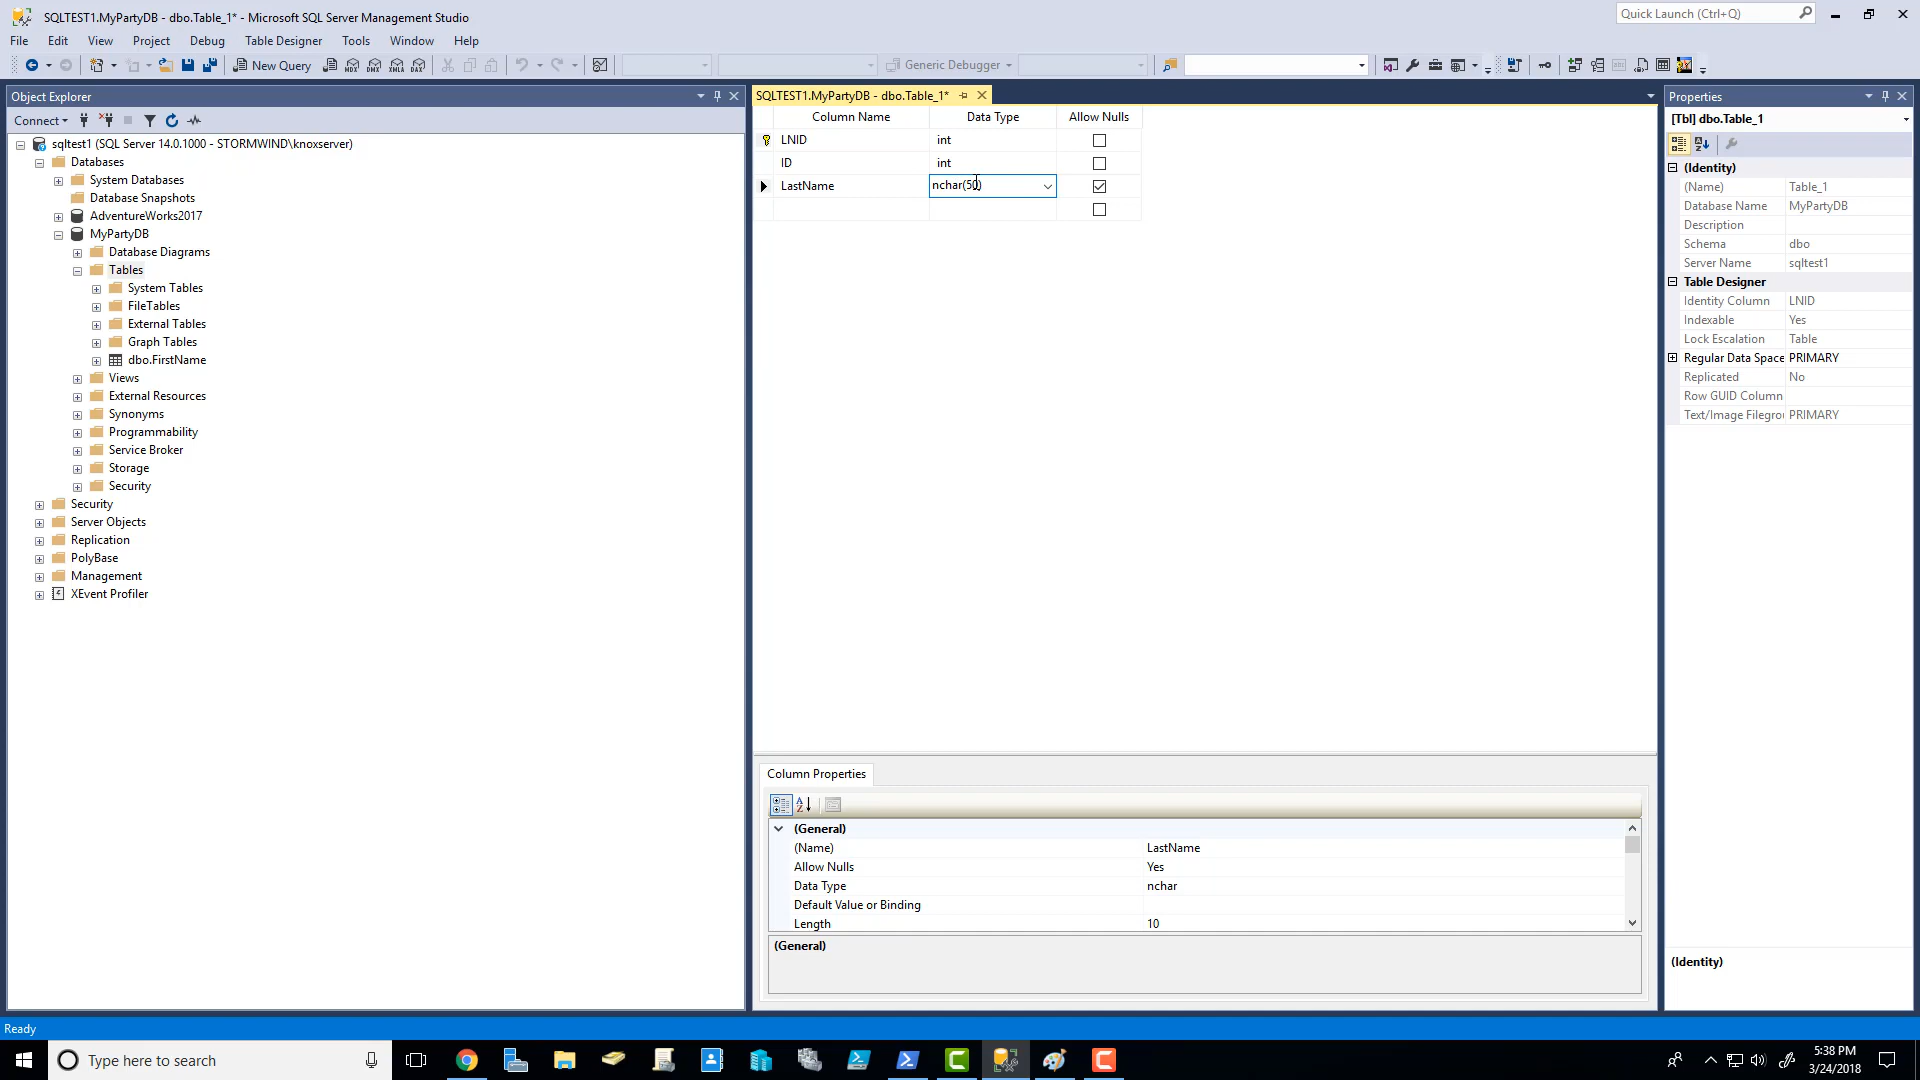 SQLTEST1.MyPartyDB - dbo.Table_1* - Microsoft SQL Server Management Studio
Quick Launch (Ctrl+Q)
File Edit View Project Debug Table Designer Tools Window Help
New Query MDX DMX XMLA DAX Generic Debugger
Object Explorer
Connect
sqltest1 (SQL Server 14.0.1000 - STORMWIND\knoxserver)
Databases
System Databases
Database Snapshots
AdventureWorks2017
MyPartyDB
Database Diagrams
Tables
System Tables
FileTables
External Tables
Graph Tables
dbo.FirstName
Views
External Resources
Synonyms
Programmability
Service Broker
Storage
Security
Security
Server Objects
Replication
PolyBase
Management
XEvent Profiler
SQLTEST1.MyPartyDB - dbo.Table_1*
Column Name Data Type Allow Nulls
LNID int
ID int
LastName nchar(50)
Column Properties
(General)
(Name) LastName
Allow Nulls Yes
Data Type nchar
Default Value or Binding
Length 10
(General)
Properties
[Tbl] dbo.Table_1
(Identity)
(Name) Table_1
Database Name MyPartyDB
Description
Schema dbo
Server Name sqltest1
Table Designer
Identity Column LNID
Indexable Yes
Lock Escalation Table
Regular Data Space PRIMARY
Replicated No
Row GUID Column
Text/Image Filegrou PRIMARY
(Identity)
Ready
Type here to search
5:38 PM
3/24/2018